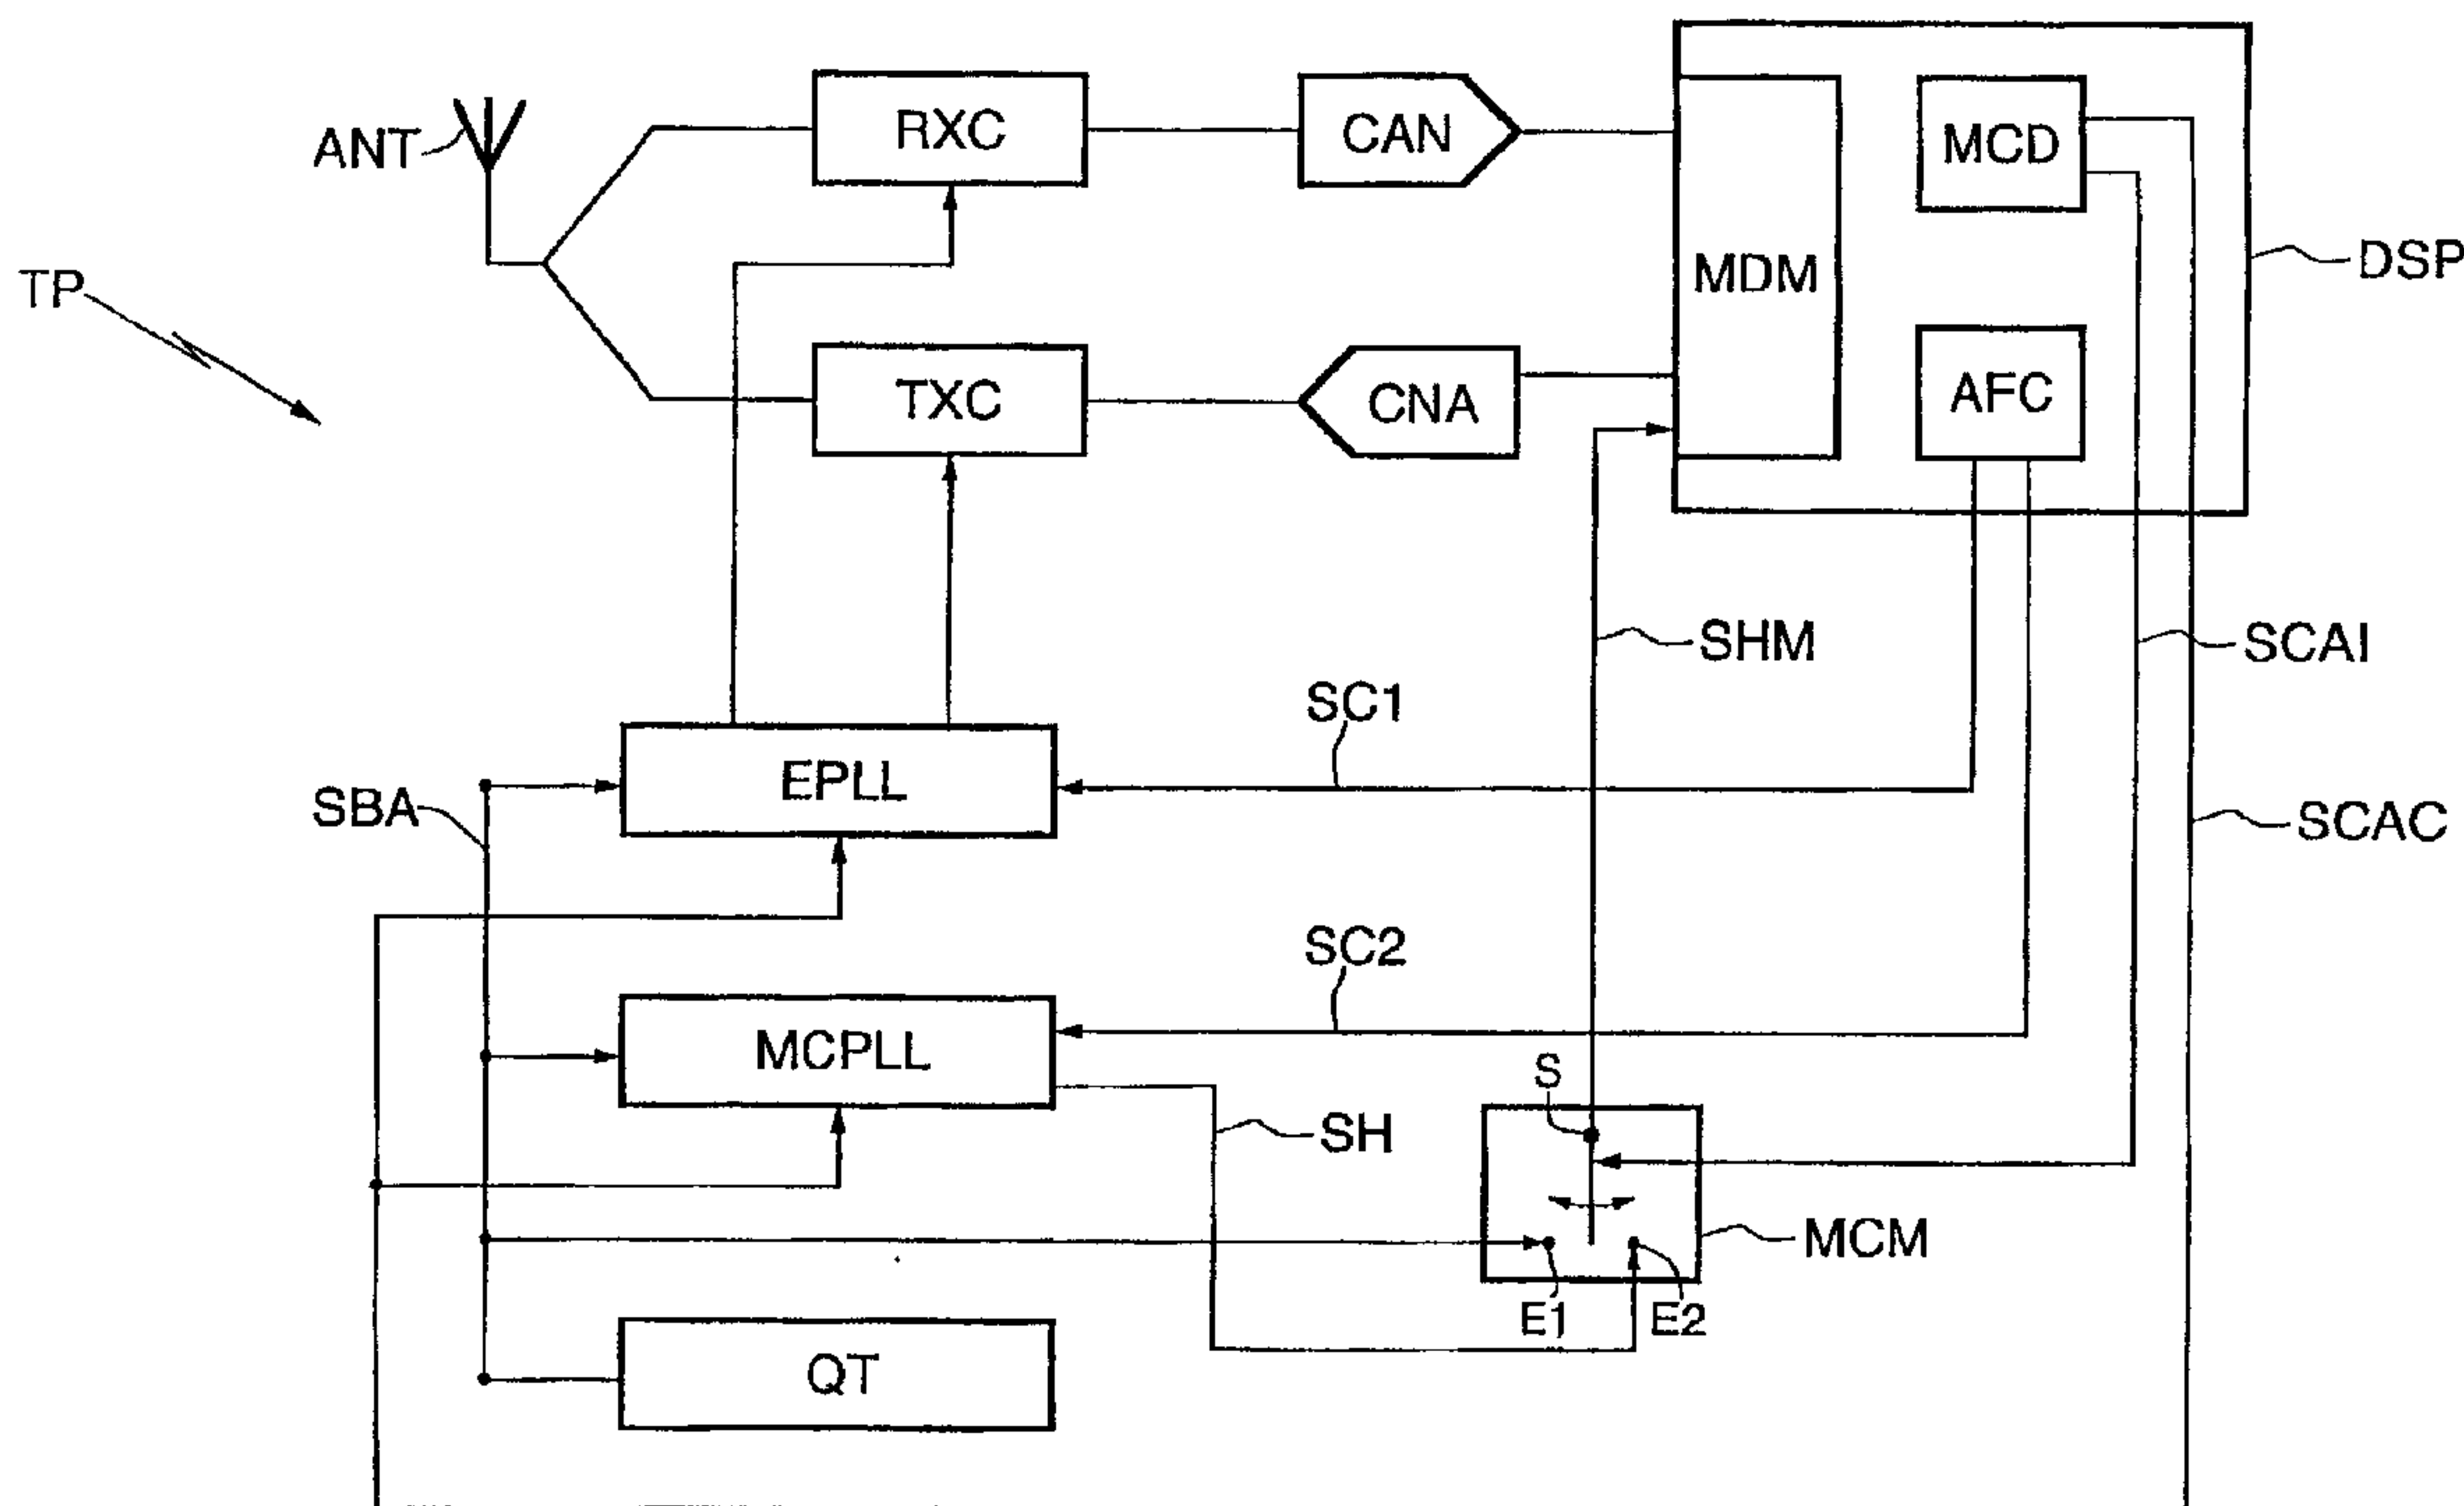 RXC
CAN
MCD
ANT
MDM
DSP
TP
TXC
CNA
AFC
SHM
SCAI
SC1
EPLL
SBA
SCAC
SC2
MCPLL
S
SH
MCM
E1
E2
QT